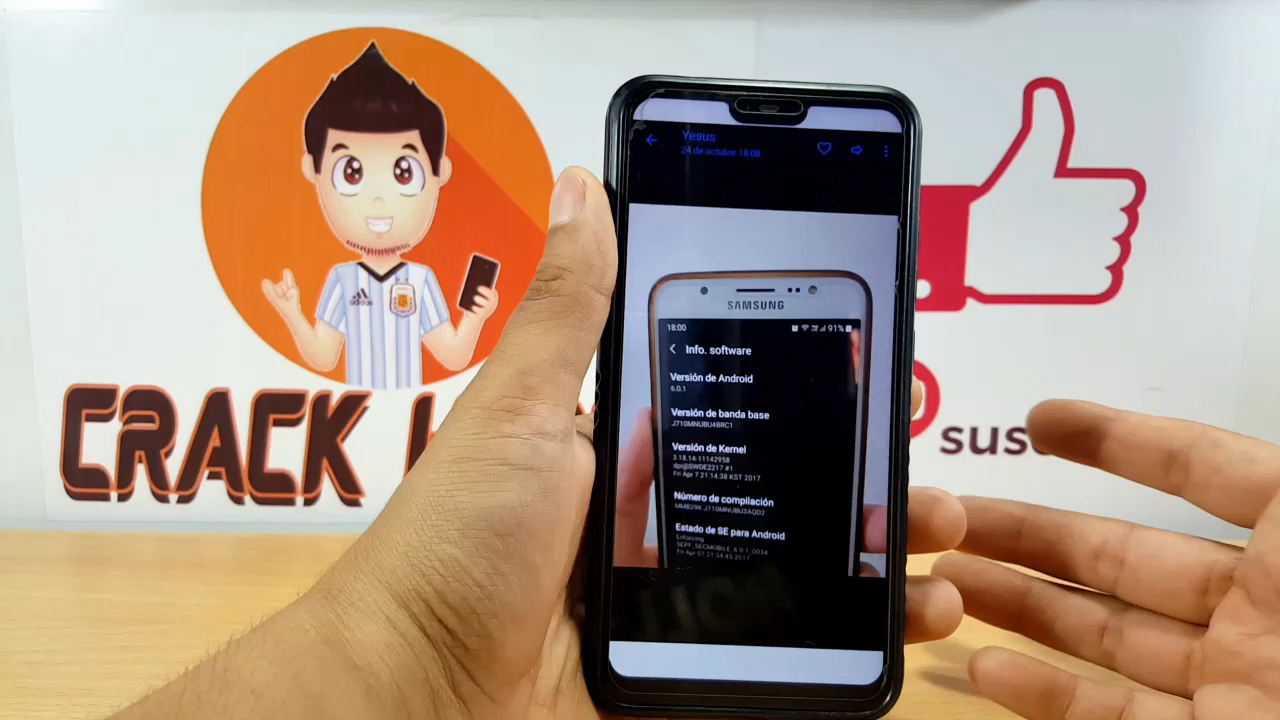 CRACK
Yesus
24 de octubre 18:08
SAMSUNG
18:00
91%
Info. software
Versión de Android
6.0.1
Versión de banda base
J710MNUBU4BRC1
Versión de Kernel
3.18.14-11142958
dpi@SWDE2217 #1
Fri Apr 7 21:14:38 KST 2017
Número de compilación
MMB29K.J710MNUBU3AQD2
Estado de SE para Android
Enforcing
SEPF_SECMOBILE_6.0.1_0034
Fri Apr 07 21:34:45 2017